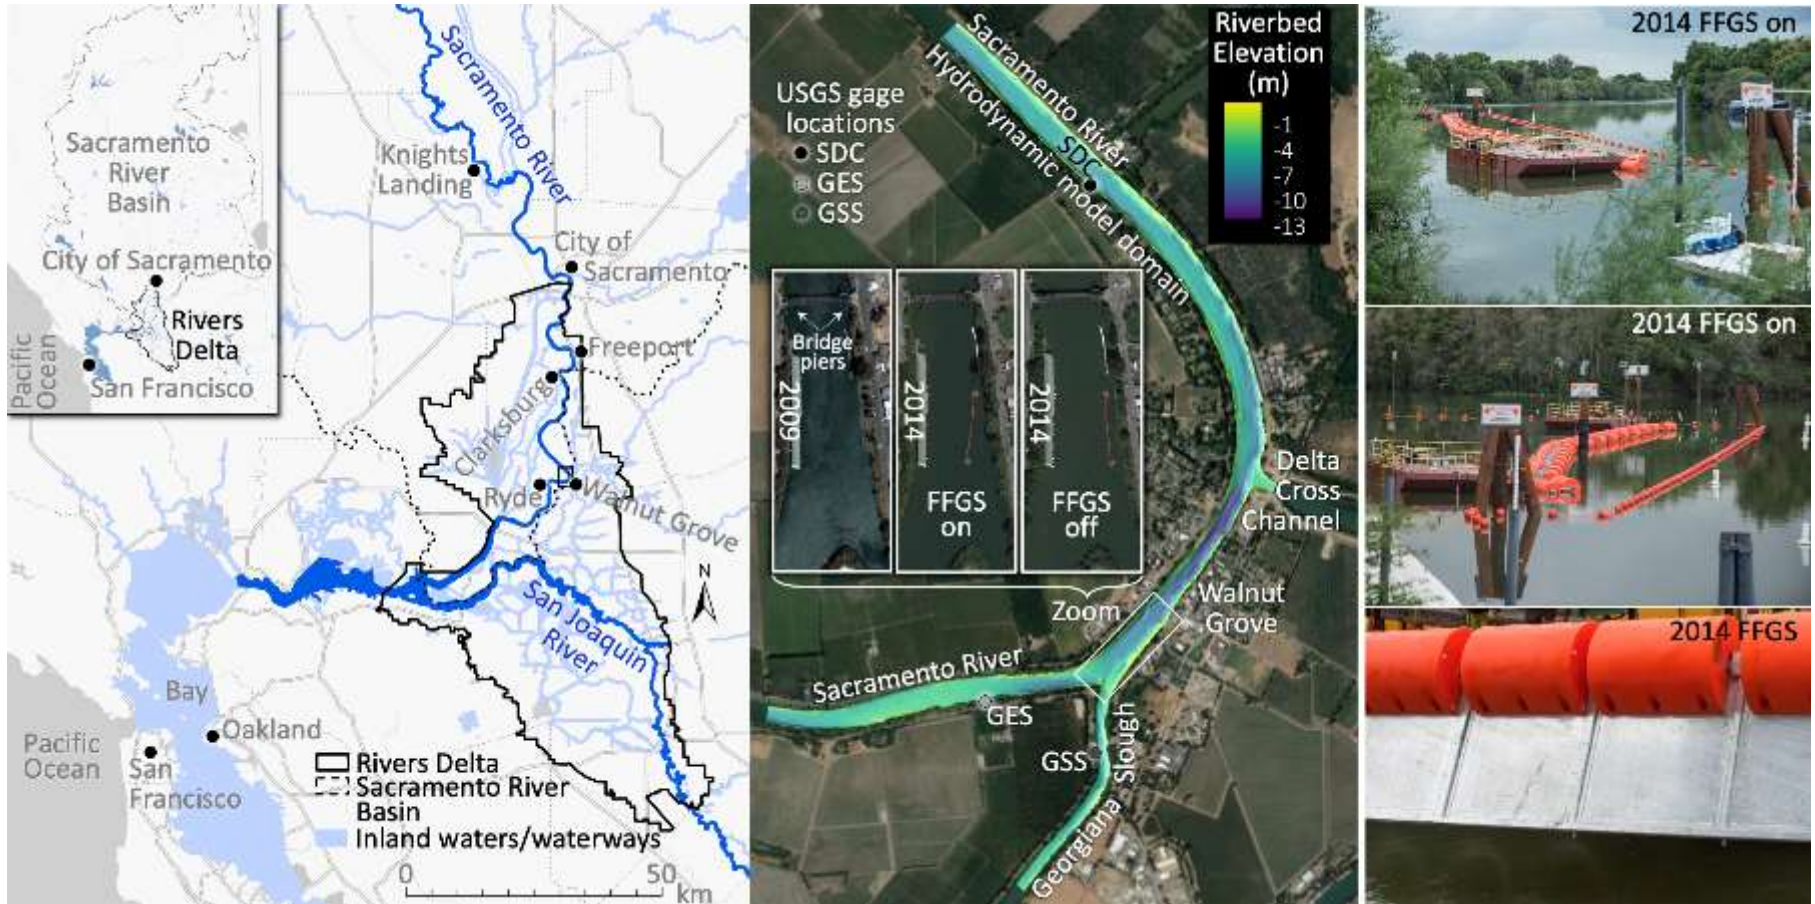 Sacramento
River
Basin
City of Sacramento
Rivers
Delta
Pacific
Ocean
San Francisco
Sacramento River
Sacramento River
Knights
Landing
City of
Sacramento
Freeport
Clarksburg
Ryde
Walnut Grove
N
San Joaquin
River
Bay
Oakland
Pacific
Ocean
San
Francisco
Rivers Delta
Sacramento River
Basin
Inland waters/waterways
0
50
km
USGS gage
locations
SDC
GES
GSS
Sacramento River
Hydrodynamic model domain
SDC
Riverbed
Elevation
(m)
-1
-4
-7
-10
-13
Bridge
piers
2009
2014
FFGS
on
2014
FFGS
off
Zoom
Delta
Cross
Channel
Walnut
Grove
Sacramento River
GES
GSS
Georgiana Slough
2014 FFGS on
2014 FFGS on
2014 FFGS